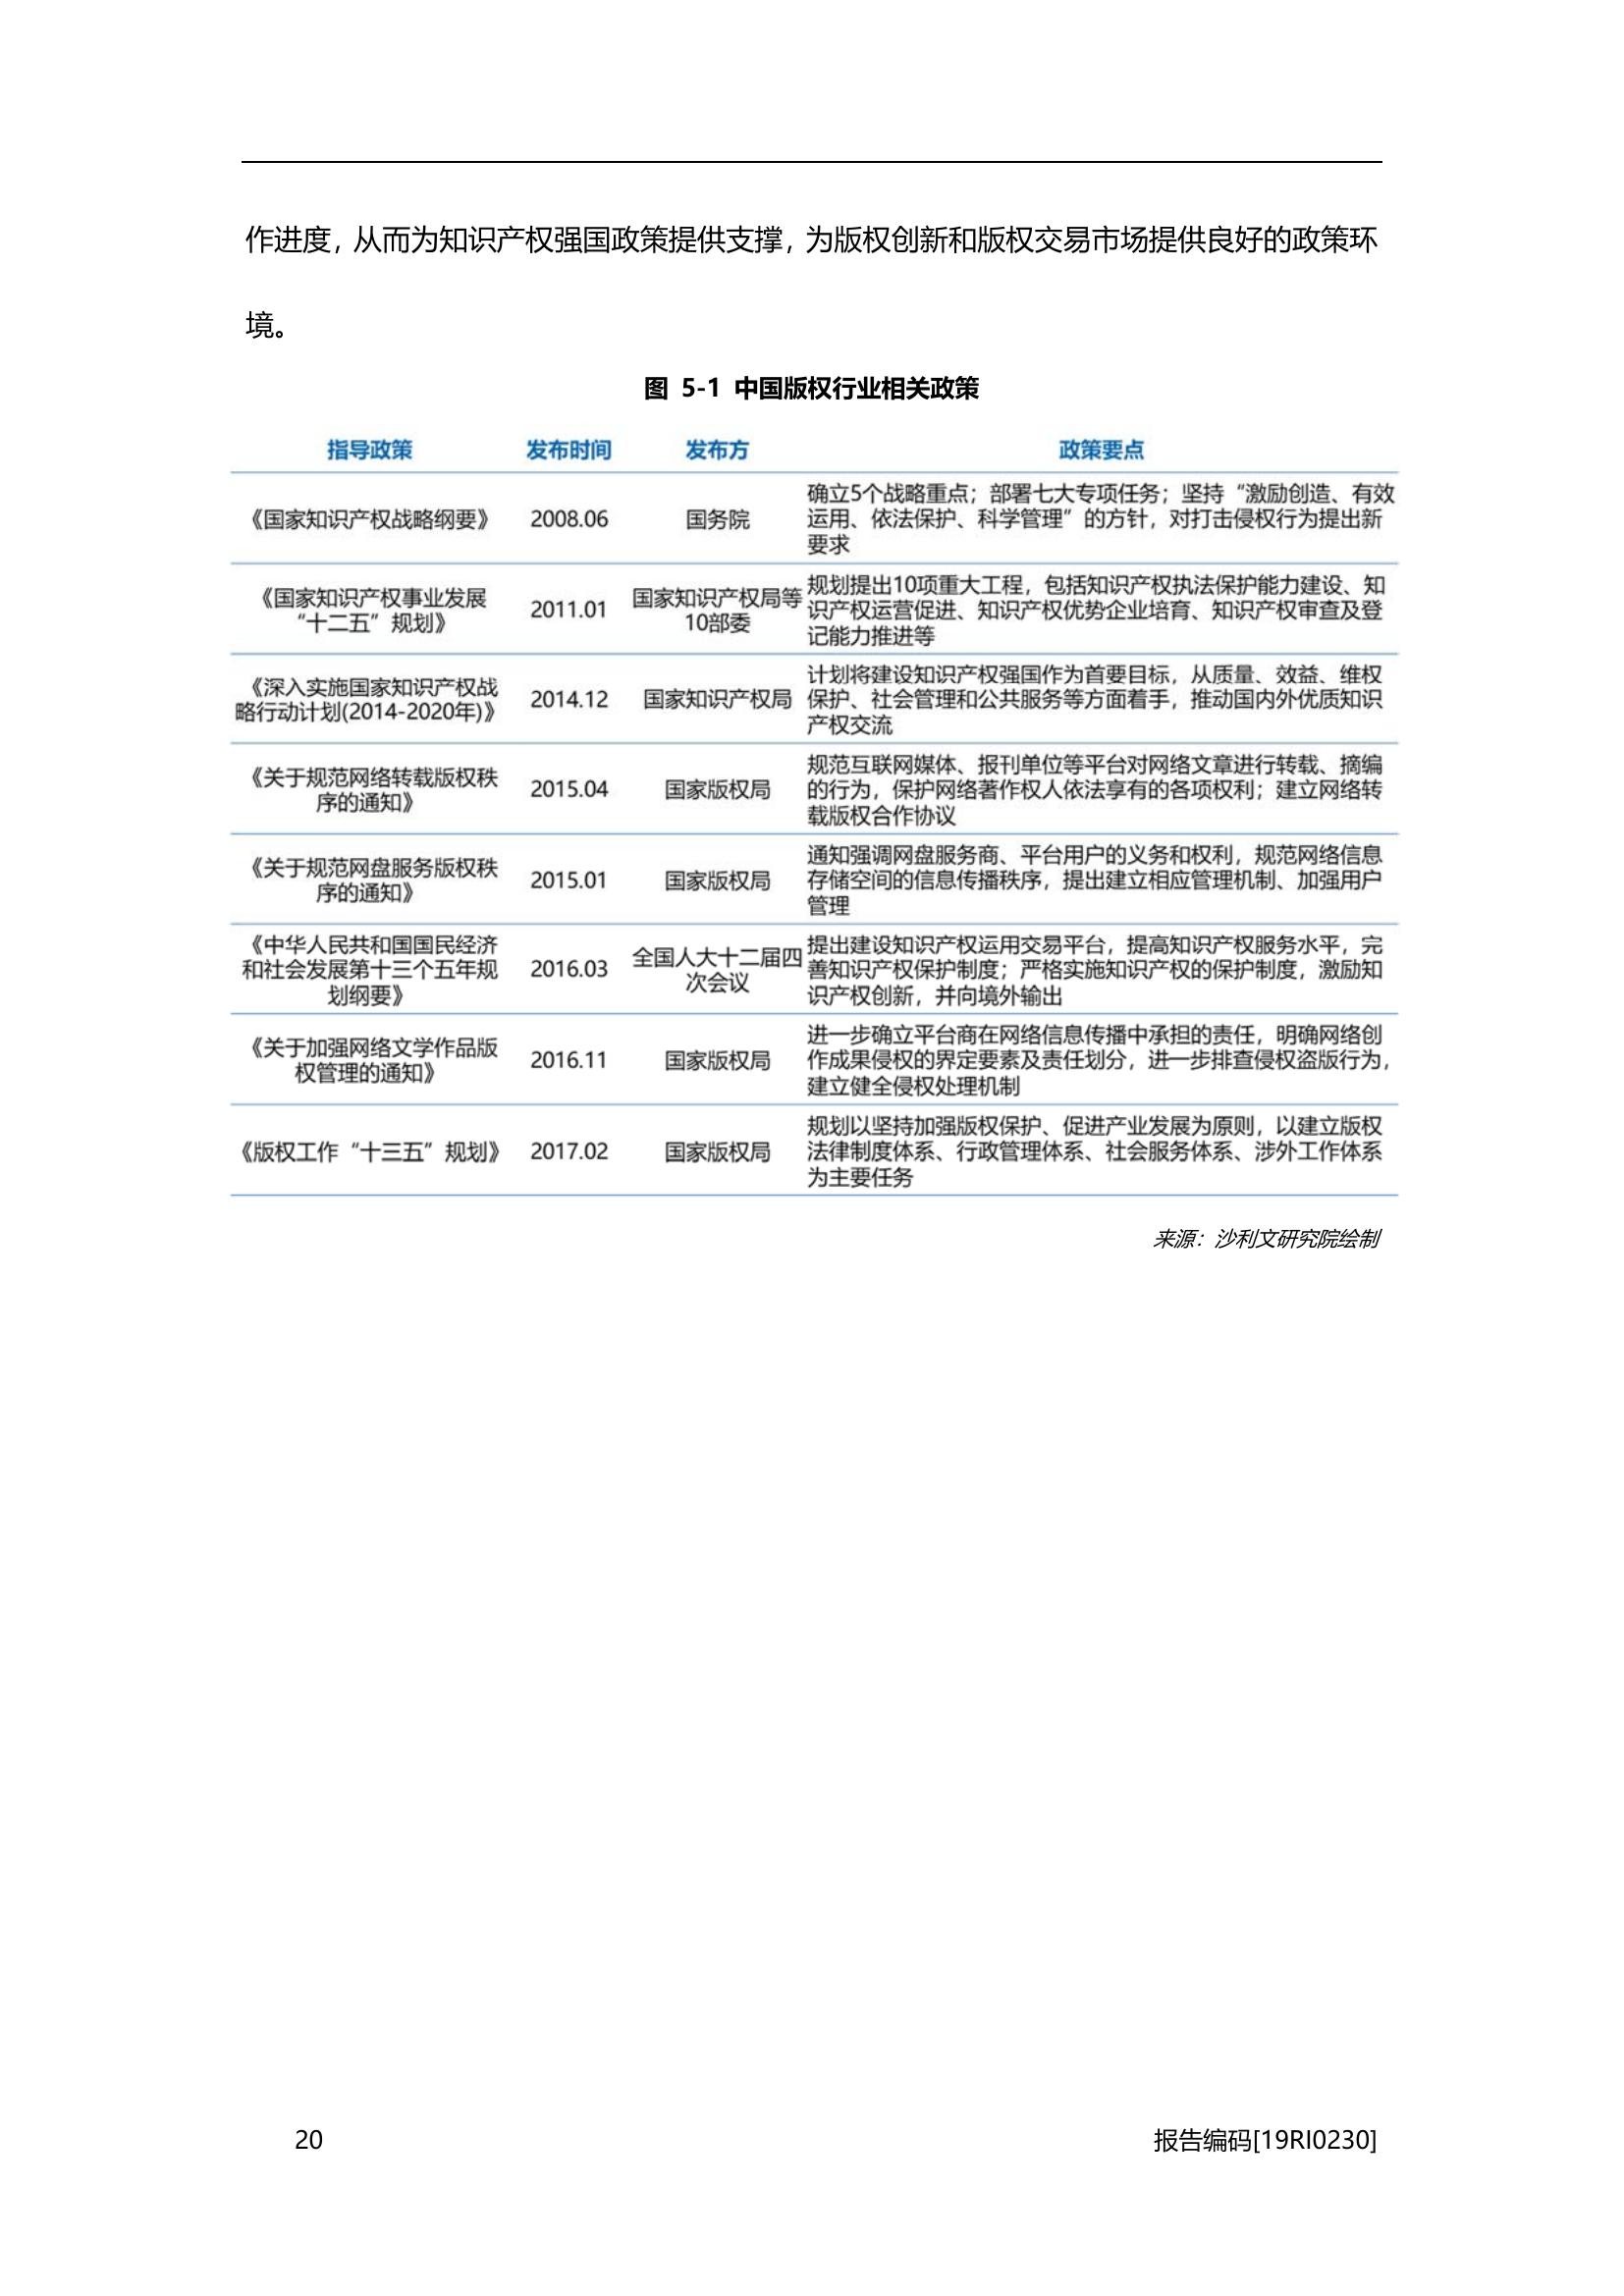 作进度，从而为知识产权强国政策提供支撑，为版权创新和版权交易市场提供良好的政策环
境。
图 5-1 中国版权行业相关政策
指导政策 发布时间 发布方 政策要点
《国家知识产权战略纲要》 2008.06 国务院
确立5个战略重点；部署七大专项任务；坚持“激励创造、有效
运用、依法保护、科学管理”的方针，对打击侵权行为提出新
要求
《国家知识产权事业发展
“十二五”规划》
2011.01
国家知识产权局等
10部委
规划提出10项重大工程，包括知识产权执法保护能力建设、知
识产权运营促进、知识产权优势企业培育、知识产权审查及登
记能力推进等
《深入实施国家知识产权战
略行动计划(2014-2020年)》
2014.12
国家知识产权局
计划将建设知识产权强国作为首要目标，从质量、效益、维权
保护、社会管理和公共服务等方面着手，推动国内外优质知识
产权交流
《关于规范网络转载版权秩
序的通知》
2015.04
国家版权局
规范互联网媒体、报刊单位等平台对网络文章进行转载、摘编
的行为，保护网络著作权人依法享有的各项权利；建立网络转
载版权合作协议
《关于规范网盘服务版权秩
序的通知》
2015.01
国家版权局
通知强调网盘服务商、平台用户的义务和权利，规范网络信息
存储空间的信息传播秩序，提出建立相应管理机制、加强用户
管理
《中华人民共和国国民经济
和社会发展第十三个五年规
划纲要》
2016.03
全国人大十二届四
次会议
提出建设知识产权运用交易平台，提高知识产权服务水平，完
善知识产权保护制度；严格实施知识产权的保护制度，激励知
识产权创新，并向境外输出
《关于加强网络文学作品版
权管理的通知》
2016.11
国家版权局
进一步确立平台商在网络信息传播中承担的责任，明确网络创
作成果侵权的界定要素及责任划分，进一步排查侵权盗版行为，
建立健全侵权处理机制
《版权工作“十三五”规划》 2017.02 国家版权局
规划以坚持加强版权保护、促进产业发展为原则，以建立版权
法律制度体系、行政管理体系、社会服务体系、涉外工作体系
为主要任务
来源：沙利文研究院绘制
20 报告编码[19RI0230]